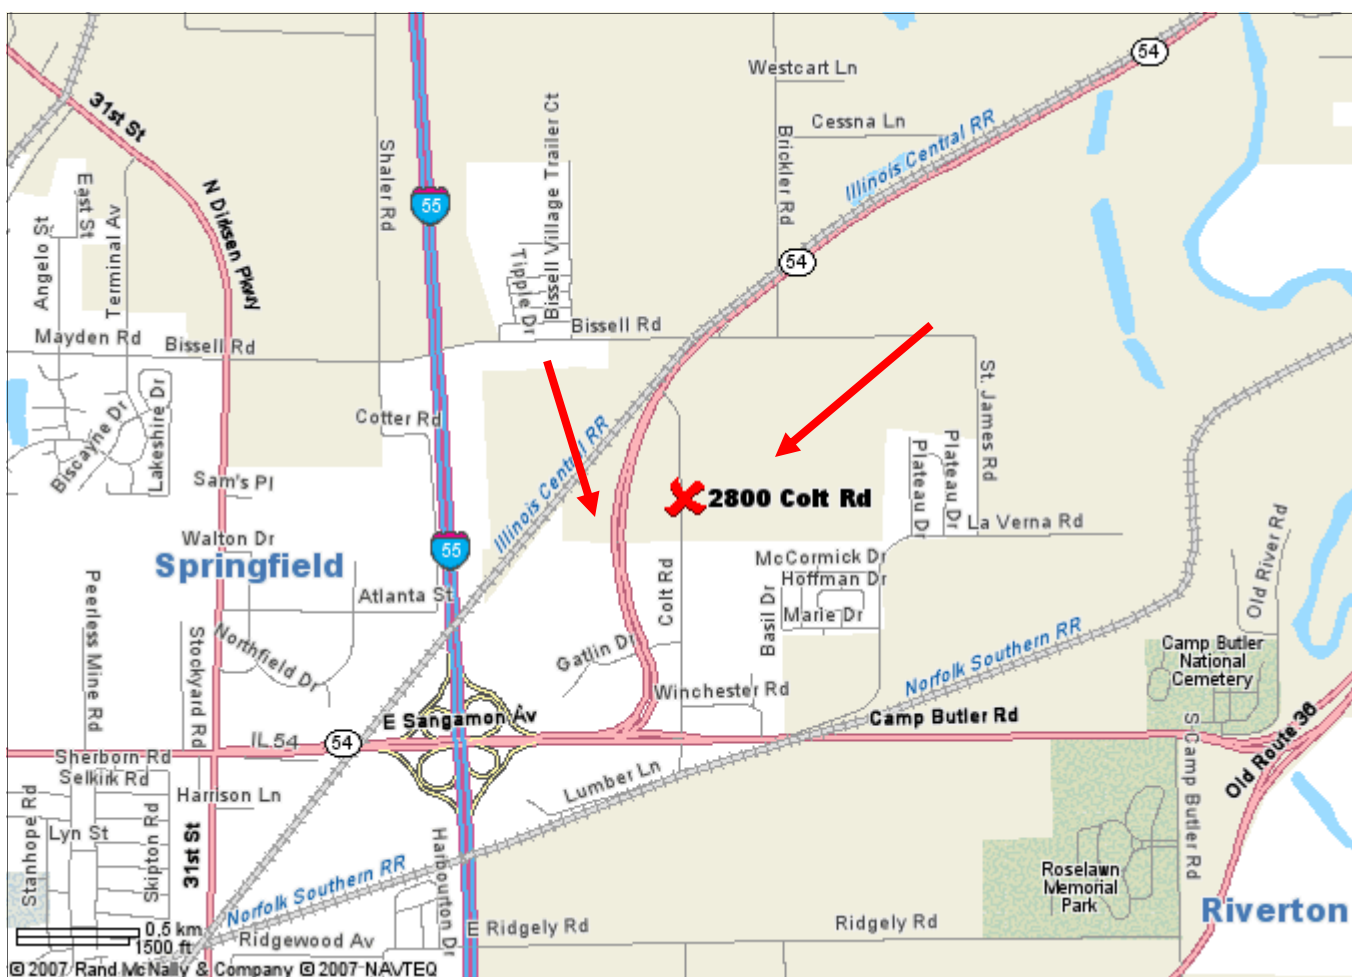 54
Westcart Ln
31st St
Cessna Ln
Illinois Central RR
Shaler Rd
Bissell Village Trailer Ct
Brickler Rd
East St
N Dirksen Pkwy
55
Angelo St
Terminal Av
Tipple Dr
54
Mayden Rd
Bissell Rd
Bissell Rd
St. James Rd
Biscayne Dr
Lakeshire Dr
Cotter Rd
Illinois Central RR
Plateau Dr
Plateau Dr
Sam's Pl
2800 Colt Rd
La Verna Rd
Walton Dr
55
Springfield
McCormick Dr
Hoffman Dr
Old River Rd
Atlanta St
Colt Rd
Basil Dr
Marie Dr
Peerless Mine Rd
Stockyard Rd
Northfield Dr
Gatlin Dr
Norfolk Southern RR
Camp Butler
National
Cemetery
Winchester Rd
E Sangamon Av
Camp Butler Rd
IL 54
54
Sherborn Rd
Selkirk Rd
Lumber Ln
S Camp Butler Rd
Old Route 36
Harrison Ln
Stanhope Rd
Lyn St
Skipton Rd
31st St
Harbourton Dr
Norfolk Southern RR
Roselawn
Memorial
Park
Riverton
E Ridgely Rd
Ridgely Rd
0.5 km
1500 ft
Ridgewood Av
© 2007 Rand McNally & Company © 2007 NAVTEQ